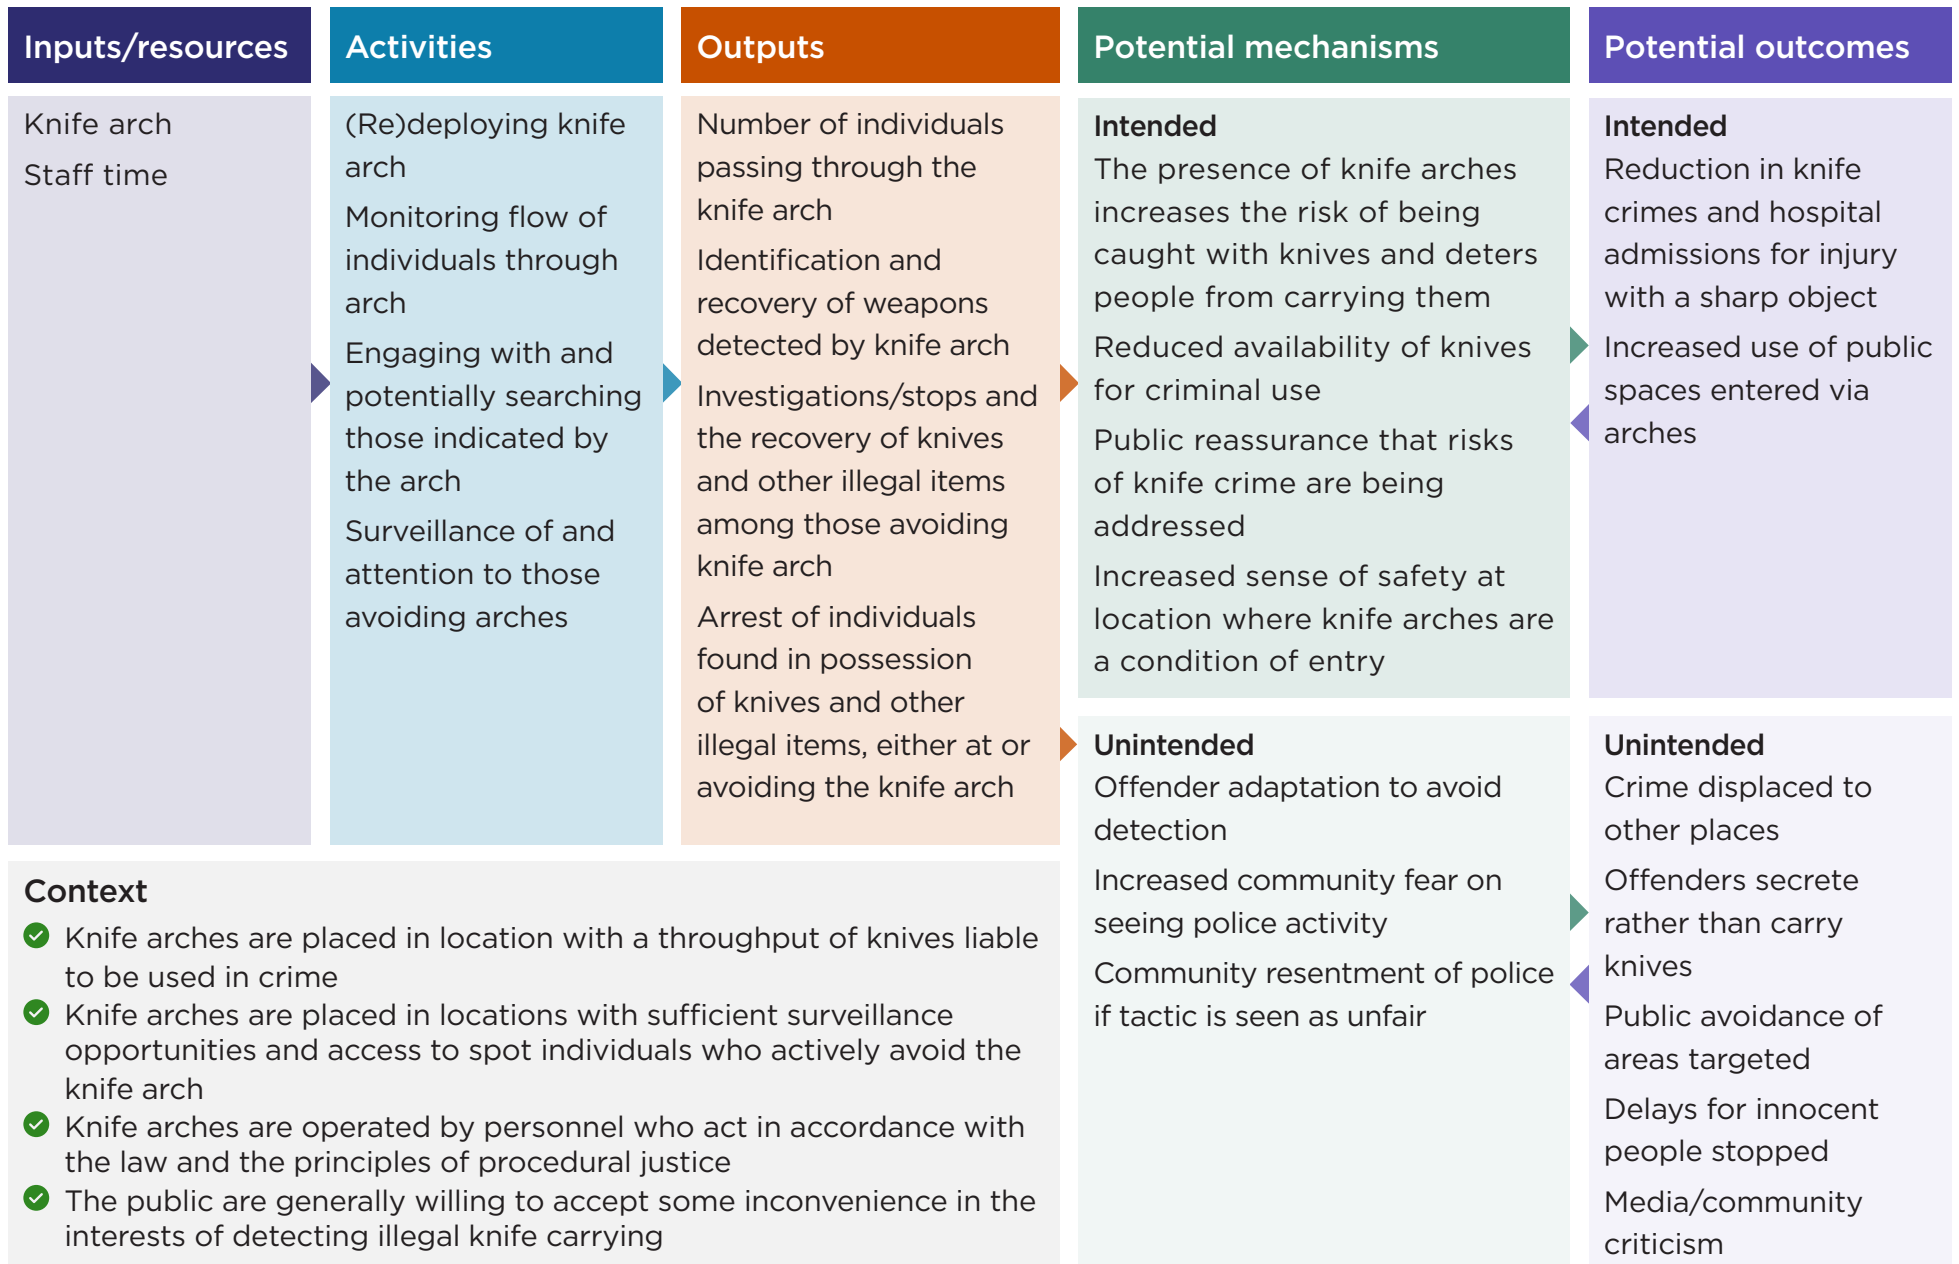 Inputs/resources
Knife arch
Staff time
Activities
(Re)deploying knife
arch
Monitoring flow of
individuals through
arch
Engaging with and
potentially searching
those indicated by
the arch
Surveillance of and
attention to those
avoiding arches
Outputs
Number of individuals
passing through the
knife arch
Identification and
recovery of weapons
detected by knife arch
Investigations/stops and
the recovery of knives
and other illegal items
among those avoiding
knife arch
Arrest of individuals
found in possession
of knives and other
illegal items, either at or
avoiding the knife arch
Potential mechanisms
Intended
The presence of knife arches
increases the risk of being
caught with knives and deters
people from carrying them
Reduced availability of knives
for criminal use
Public reassurance that risks
of knife crime are being
addressed
Increased sense of safety at
location where knife arches are
a condition of entry
Unintended
Offender adaptation to avoid
detection
Increased community fear on
seeing police activity
Community resentment of police
if tactic is seen as unfair
Potential outcomes
Intended
Reduction in knife
crimes and hospital
admissions for injury
with a sharp object
Increased use of public
spaces entered via
arches
Unintended
Crime displaced to
other places
Offenders secrete
rather than carry
knives
Public avoidance of
areas targeted
Delays for innocent
people stopped
Media/community
criticism
Context
Knife arches are placed in location with a throughput of knives liable
to be used in crime
Knife arches are placed in locations with sufficient surveillance
opportunities and access to spot individuals who actively avoid the
knife arch
Knife arches are operated by personnel who act in accordance with
the law and the principles of procedural justice
The public are generally willing to accept some inconvenience in the
interests of detecting illegal knife carrying